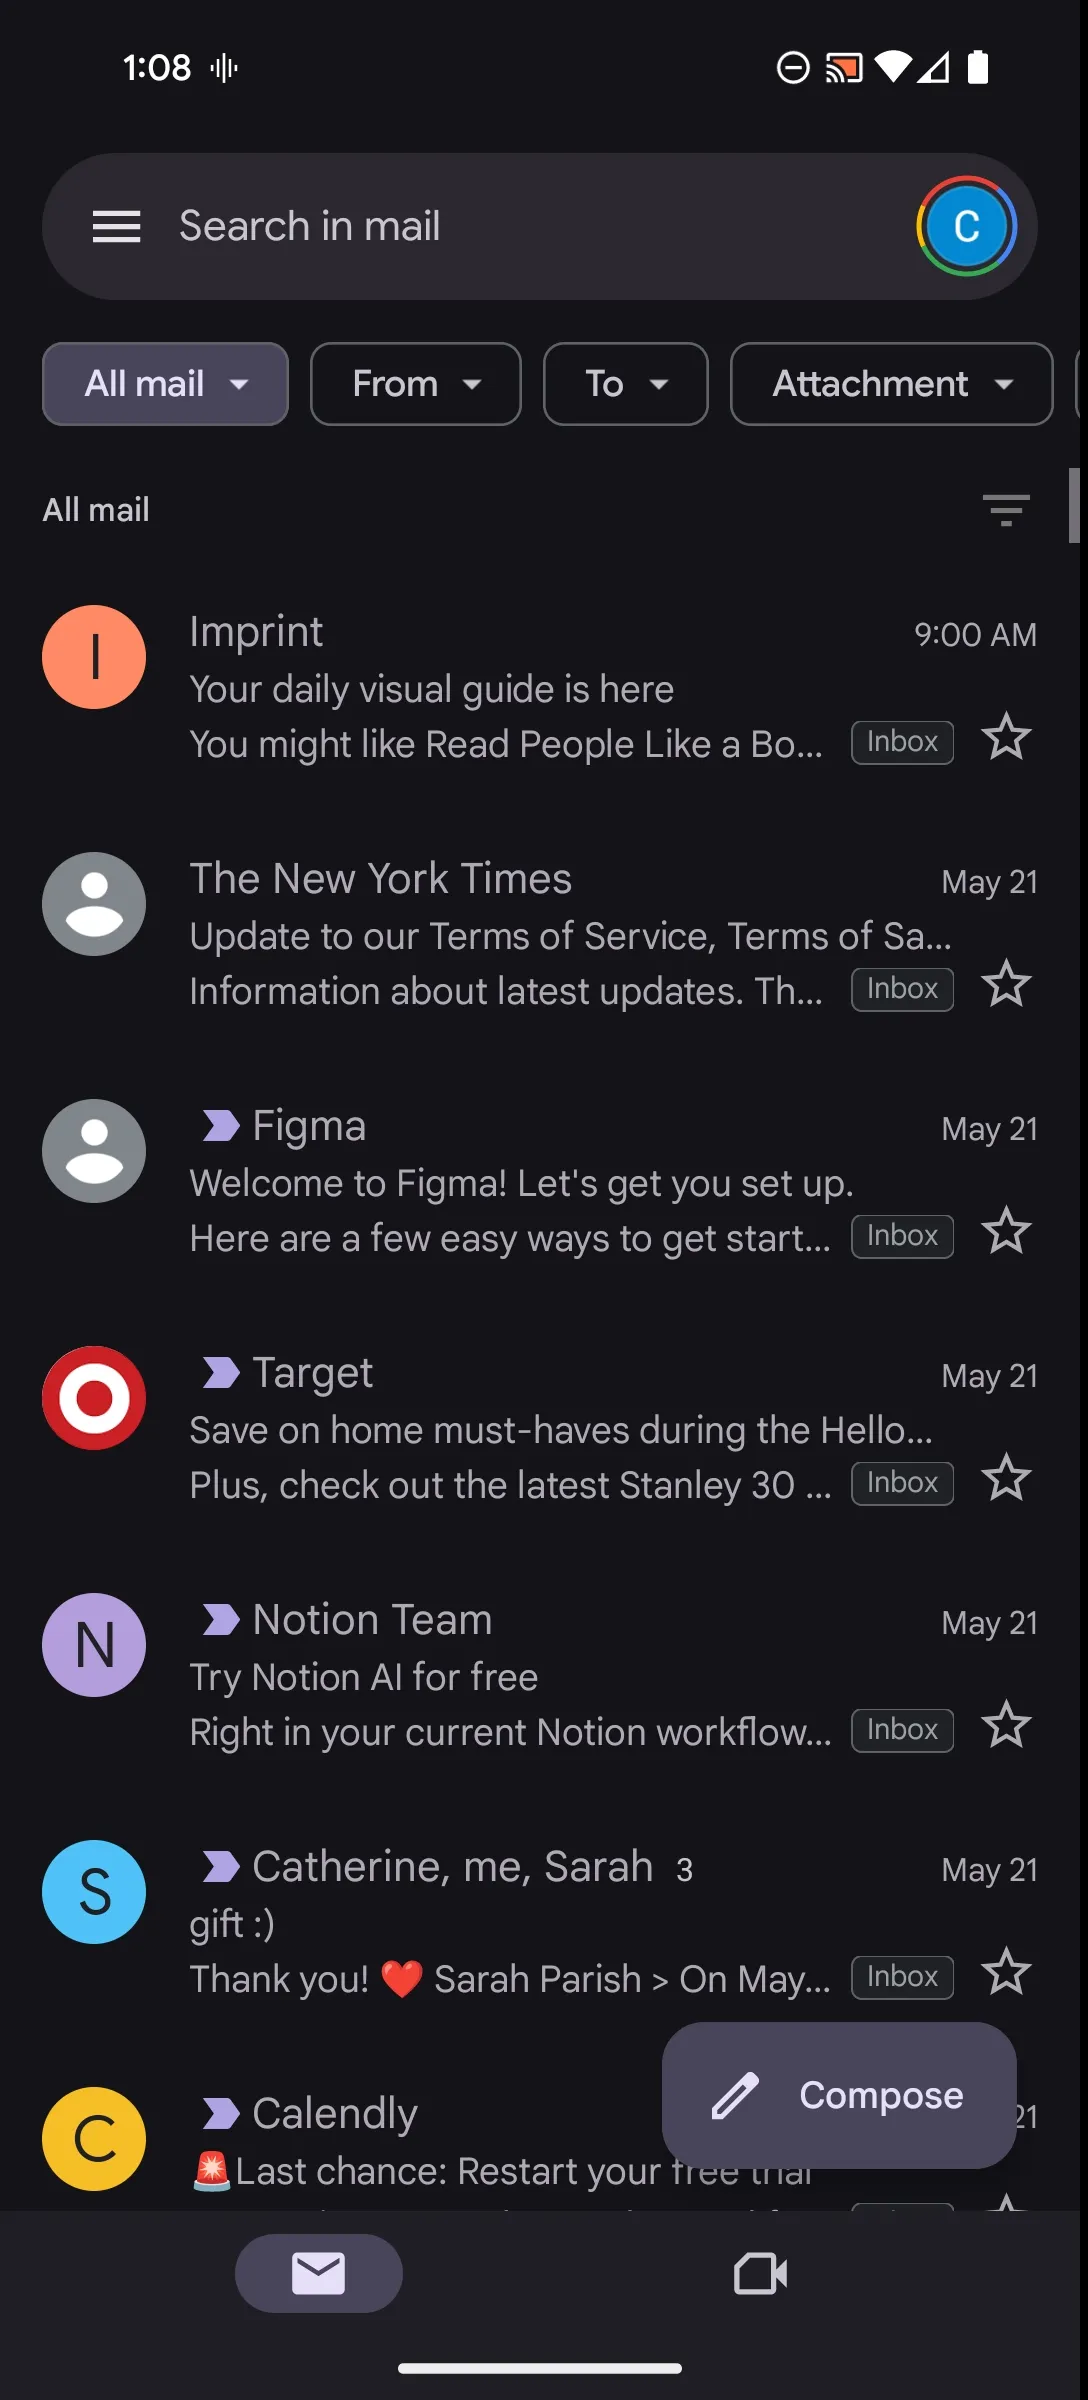 1:08
Search in mail
C
All mail
From
To
Attachment
All mail
I
Imprint
9:00 AM
Your daily visual guide is here
You might like Read People Like a Bo...
Inbox
The New York Times
May 21
Update to our Terms of Service, Terms of Sa...
Information about latest updates. Th...
Inbox
Figma
May 21
Welcome to Figma! Let's get you set up.
Here are a few easy ways to get start...
Inbox
Target
May 21
Save on home must-haves during the Hello...
Plus, check out the latest Stanley 30 ...
Inbox
N
Notion Team
May 21
Try Notion AI for free
Right in your current Notion workflow...
Inbox
S
Catherine, me, Sarah 3
May 21
gift :)
Thank you! ❤️ Sarah Parish > On May...
Inbox
Compose
C
Calendly
21
🚨Last chance: Restart your free trial